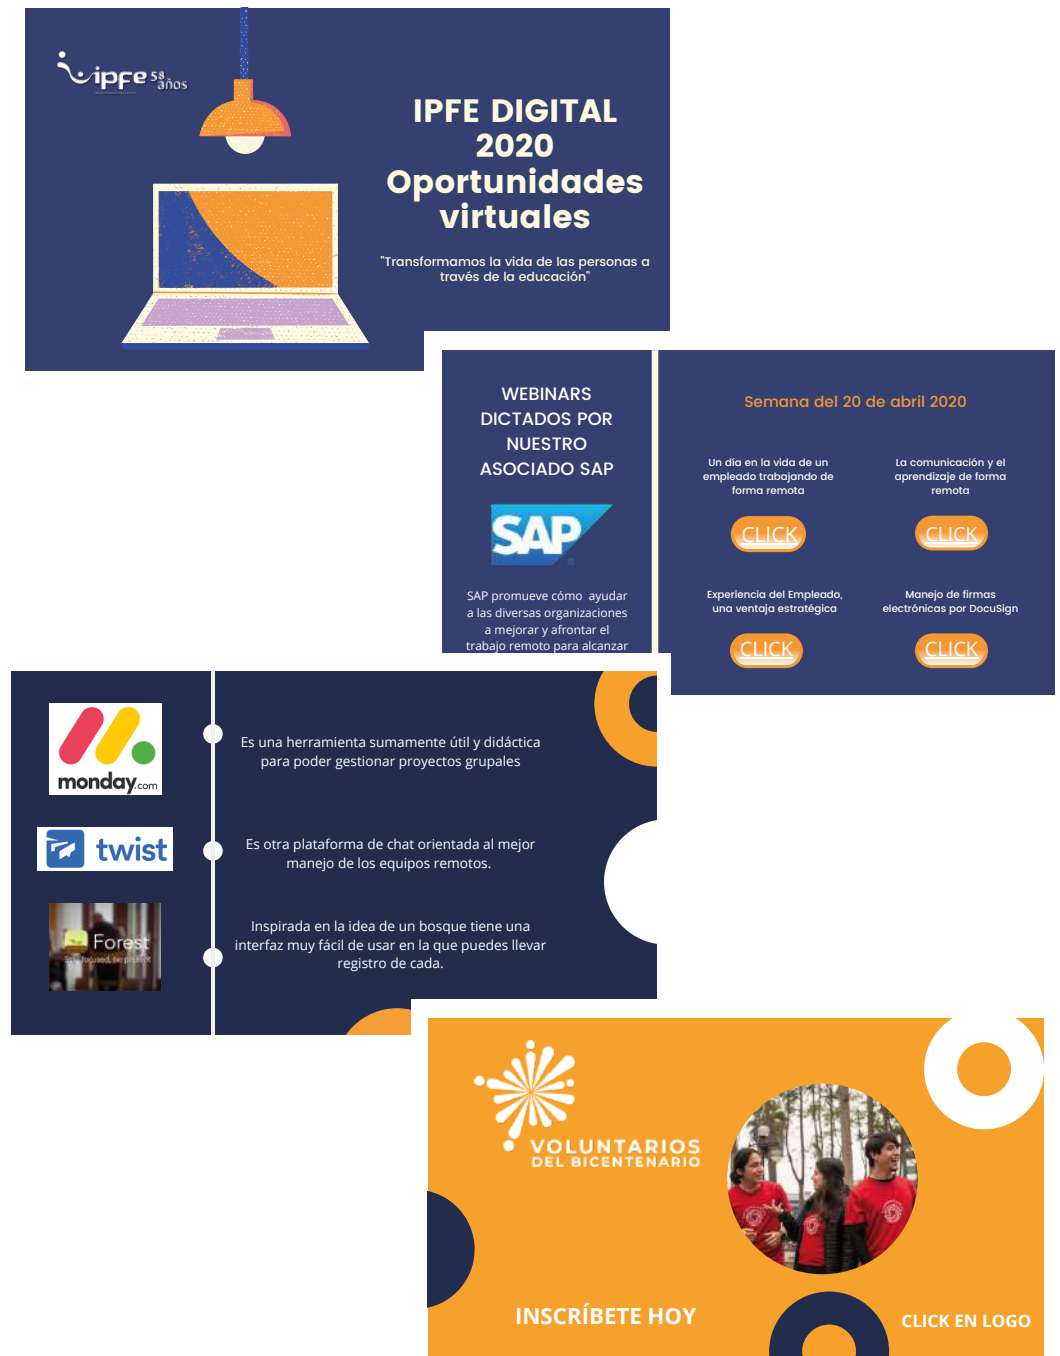 ipfe 58 años
IPFE DIGITAL
2020
Oportunidades
virtuales
"Transformamos la vida de las personas a
través de la educación"
WEBINARS
DICTADOS POR
NUESTRO
ASOCIADO SAP
SAP
SAP promueve cómo ayudar
a las diversas organizaciones
a mejorar y afrontar el
trabajo remoto para alcanzar
Semana del 20 de abril 2020
Un día en la vida de un
empleado trabajando de
forma remota
CLICK
La comunicación y el
aprendizaje de forma
remota
CLICK
Experiencia del Empleado,
una ventaja estratégica
CLICK
Manejo de firmas
electrónicas por DocuSign
CLICK
monday.com
Es una herramienta sumamente útil y didáctica
para poder gestionar proyectos grupales
twist
Es otra plataforma de chat orientada al mejor
manejo de los equipos remotos.
Forest
Stay focused, be present
Inspirada en la idea de un bosque tiene una
interfaz muy fácil de usar en la que puedes llevar
registro de cada.
VOLUNTARIOS
DEL BICENTENARIO
INSCRÍBETE HOY
CLICK EN LOGO